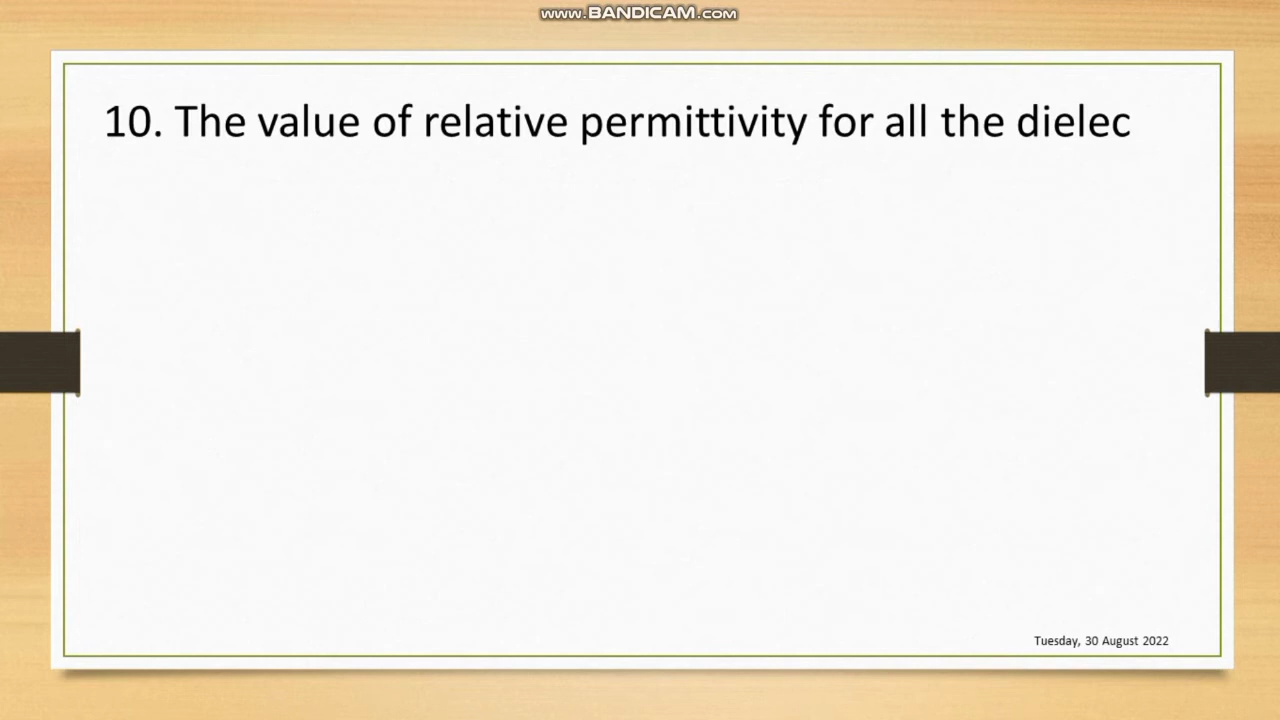 www.BANDICAM.com
10. The value of relative permittivity for all the dielec
Tuesday, 30 August 2022